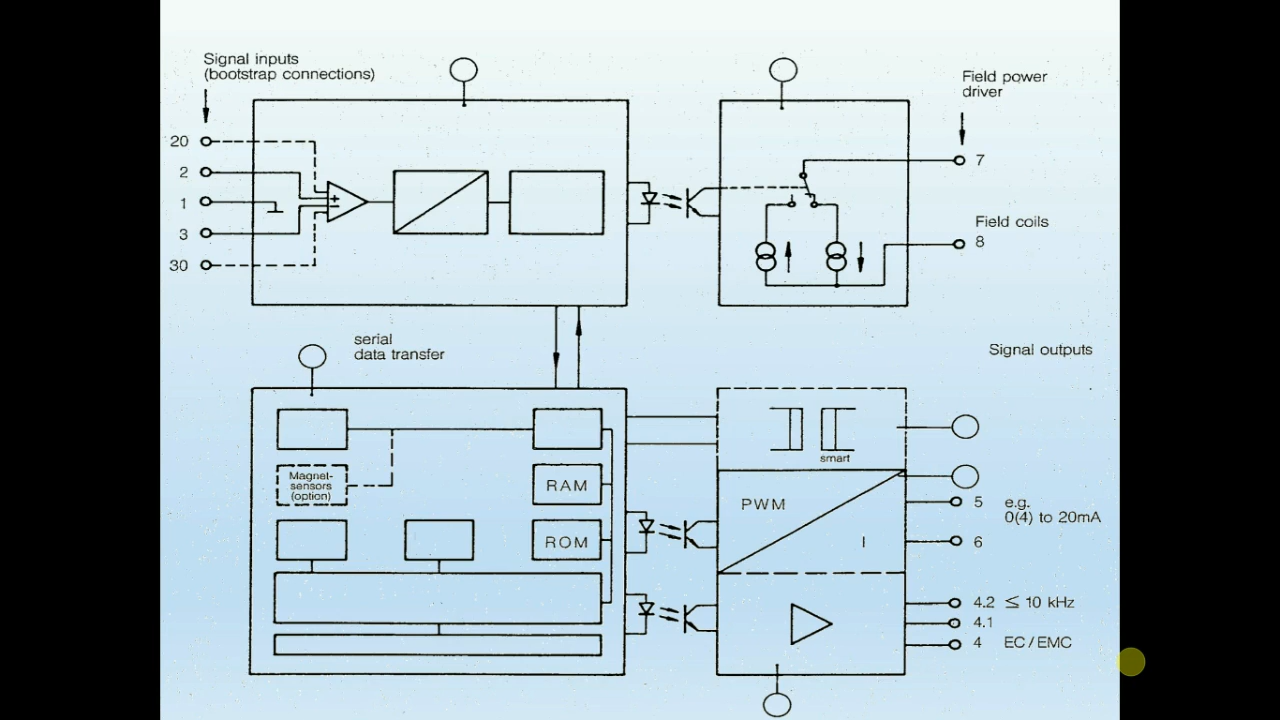 Signal inputs
(bootstrap connections)
20
2
1
3
30
+
−
Field power
driver
7
Field coils
8
serial
data transfer
Signal outputs
Magnet-
sensors
(option)
RAM
ROM
smart
PWM
I
5 e.g.
0(4) to 20mA
6
4.2 ≤ 10 kHz
4.1
4 EC/EMC